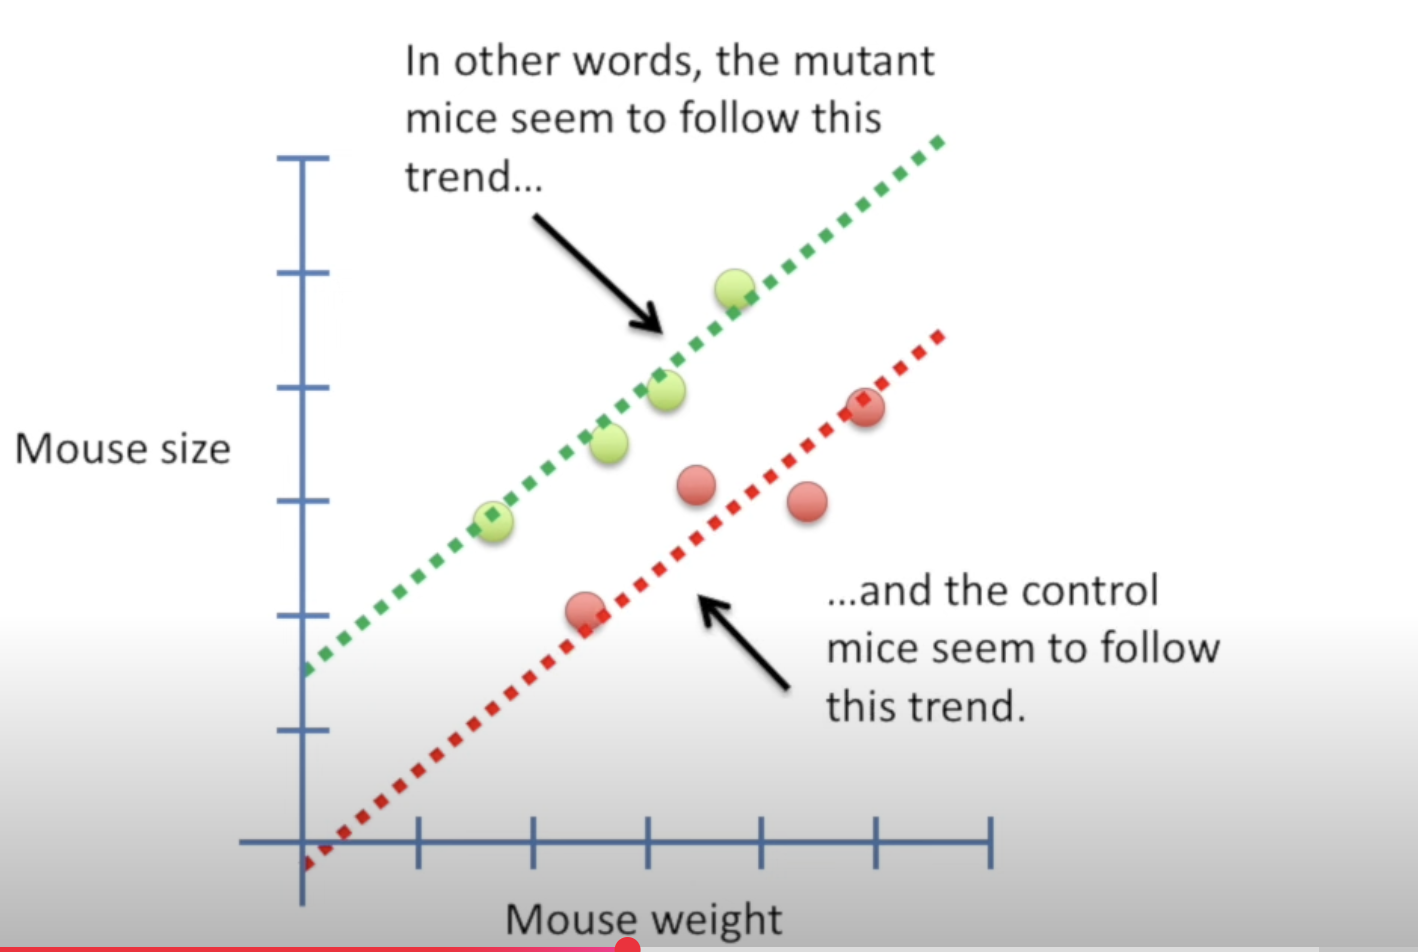 In other words, the mutant
mice seem to follow this
trend...
Mouse size
...and the control
mice seem to follow
this trend.
Mouse weight